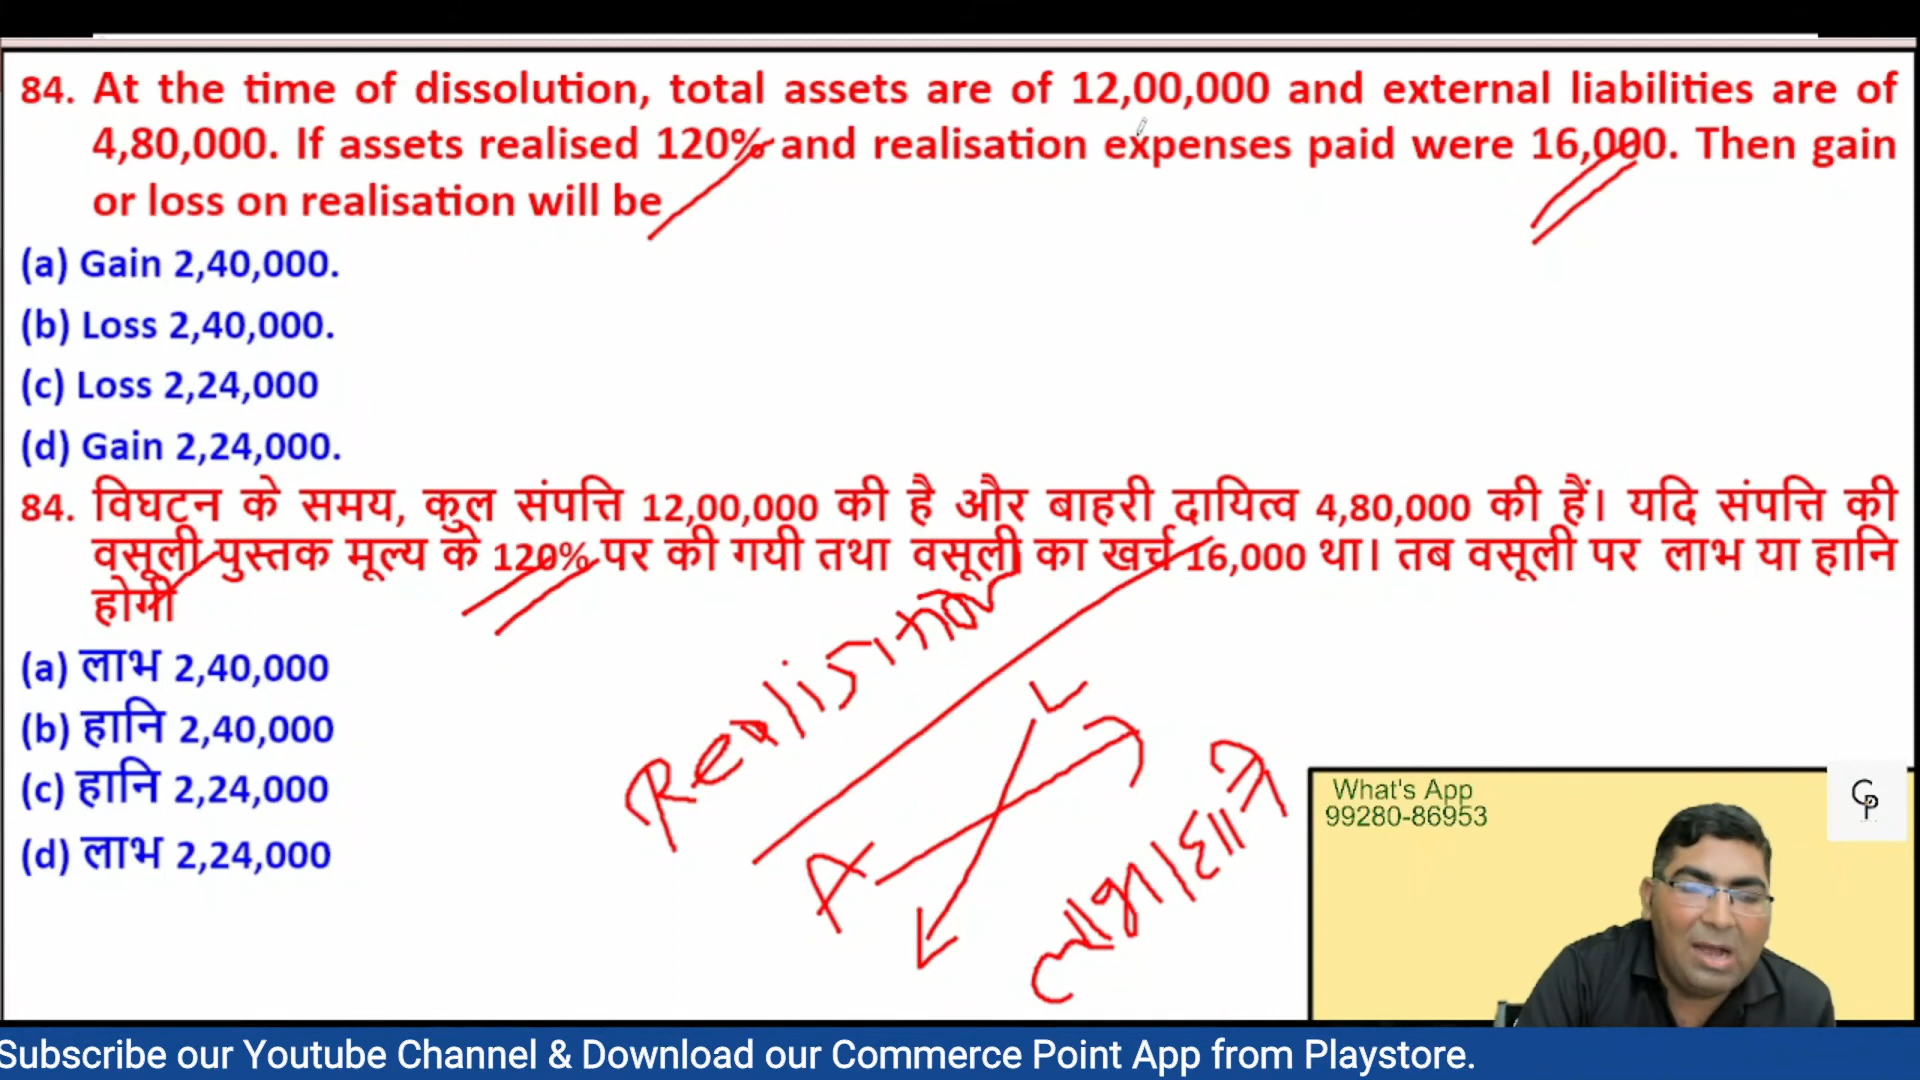 84. At the time of dissolution, total assets are of 12,00,000 and external liabilities are of
4,80,000. If assets realised 120% and realisation expenses paid were 16,000. Then gain
or loss on realisation will be
(a) Gain 2,40,000.
(b) Loss 2,40,000.
(c) Loss 2,24,000
(d) Gain 2,24,000.
84. विघटन के समय, कुल संपत्ति 12,00,000 की है और बाहरी दायित्व 4,80,000 की हैं। यदि संपत्ति की
वसूली पुस्तक मूल्य के 120% पर की गयी तथा वसूली का खर्च 16,000 था। तब वसूली पर लाभ या हानि
होगी
(a) लाभ 2,40,000
(b) हानि 2,40,000
(c) हानि 2,24,000
(d) लाभ 2,24,000
Realisation
L
A
लाभ/हानि
What's App
99280-86953
CP
Subscribe our Youtube Channel & Download our Commerce Point App from Playstore.